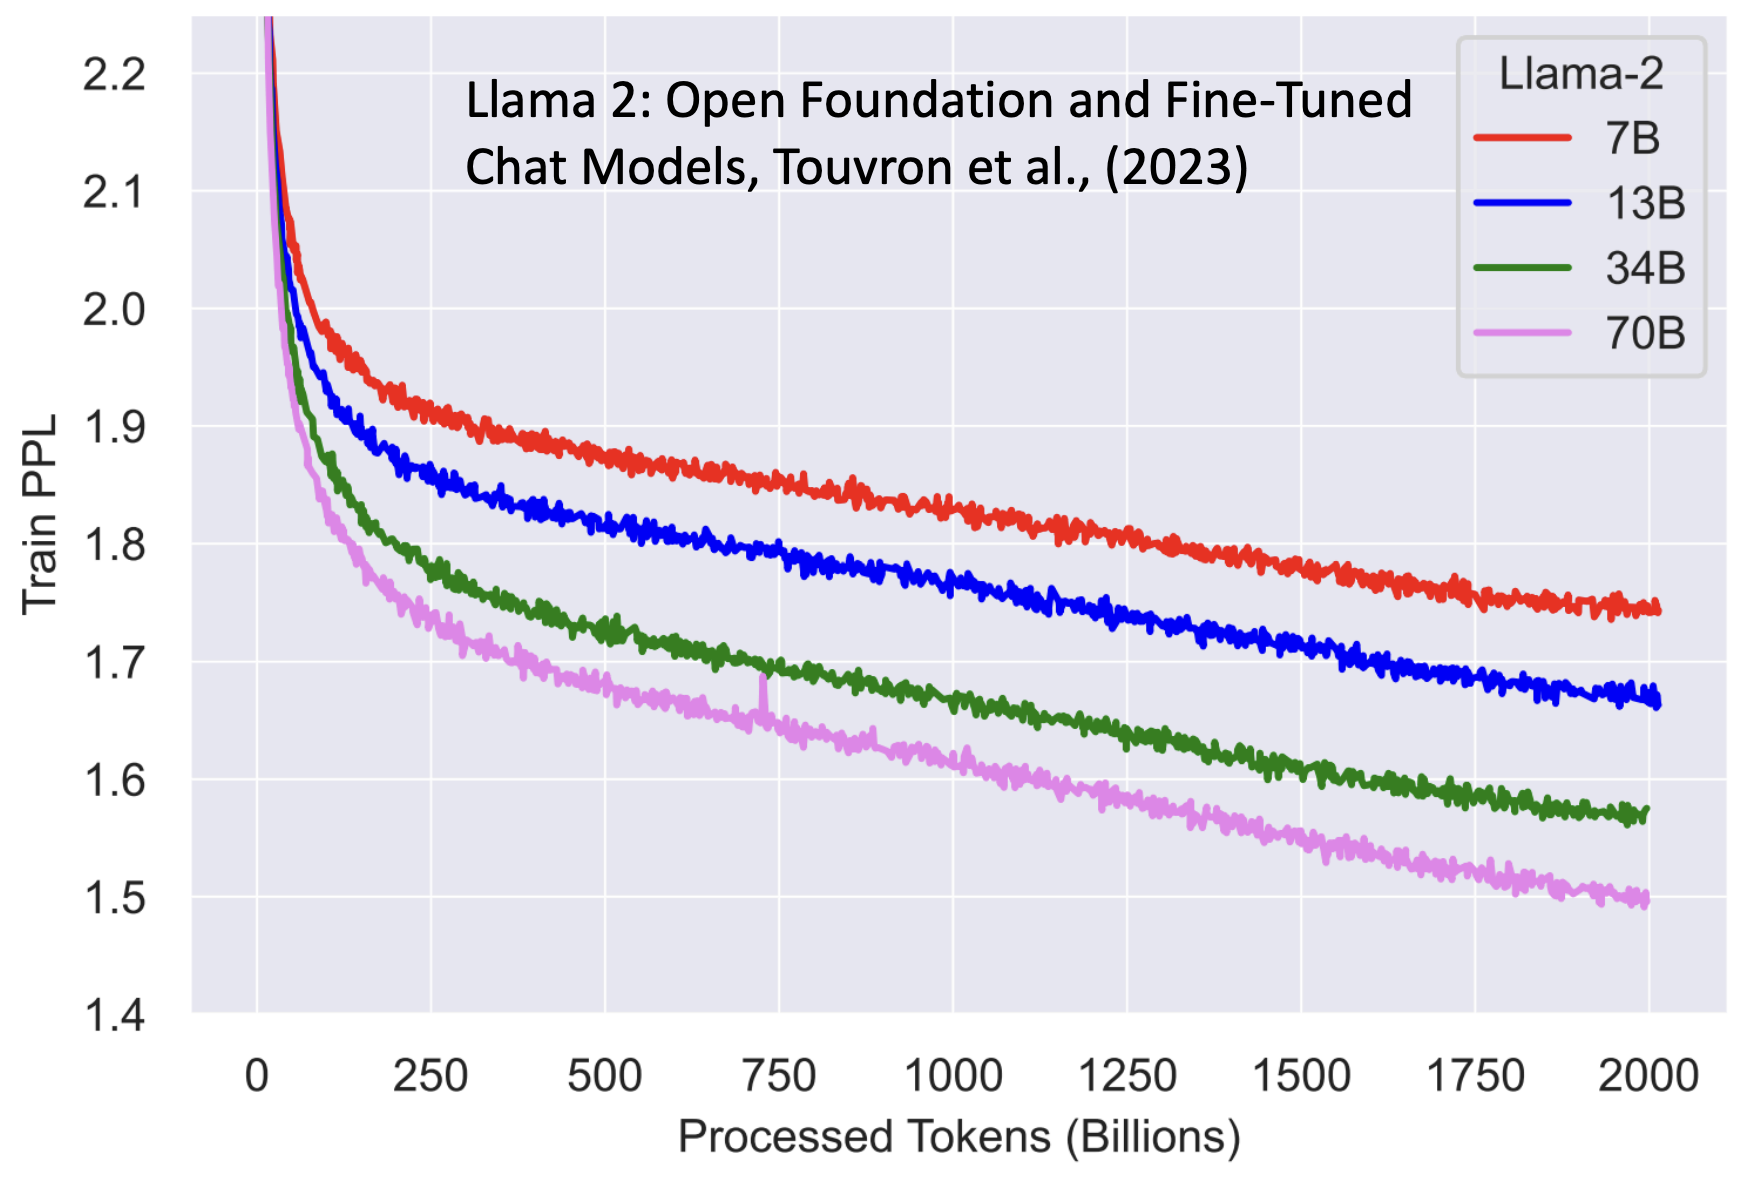 2.2
2.1
2.0
1.9
1.8
1.7
1.6
1.5
1.4
Train PPL
Llama 2: Open Foundation and Fine-Tuned
Chat Models, Touvron et al., (2023)
Llama-2
7B
13B
34B
70B
0 250 500 750 1000 1250 1500 1750 2000
Processed Tokens (Billions)